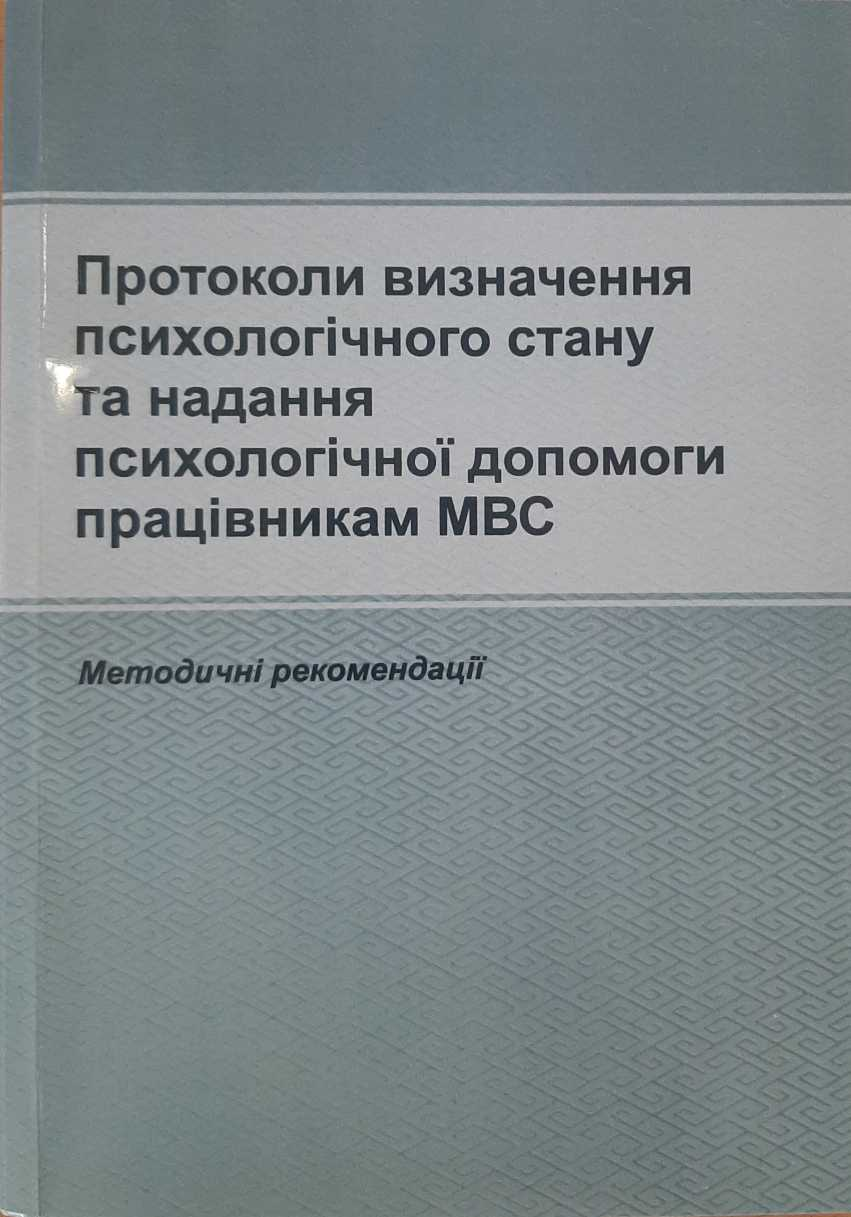 Протоколи визначення
психологічного стану
та надання
психологічної допомоги
працівникам МВС
Методичні рекомендації